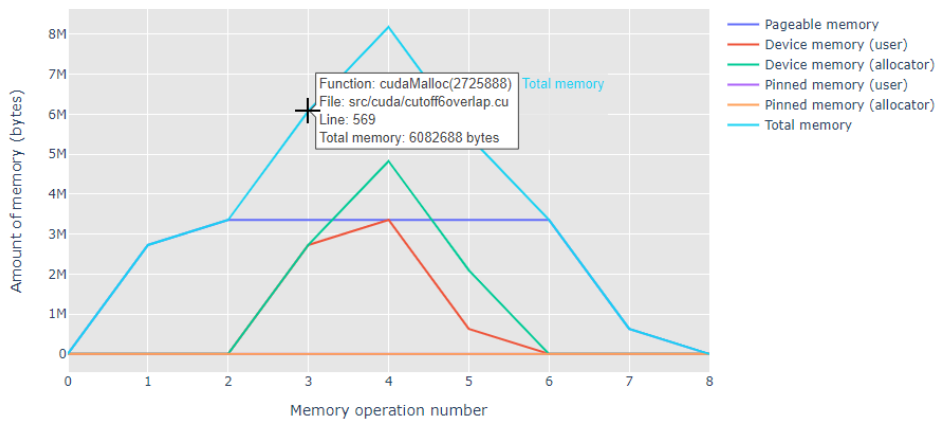 8M
7M
6M
5M
4M
3M
2M
1M
0
Amount of memory (bytes)
Function: cudaMalloc(2725888)
File: src/cuda/cutoff6overlap.cu
Line: 569
Total memory: 6082688 bytes
Total memory
0 1 2 3 4 5 6 7 8
Memory operation number
Pageable memory
Device memory (user)
Device memory (allocator)
Pinned memory (user)
Pinned memory (allocator)
Total memory